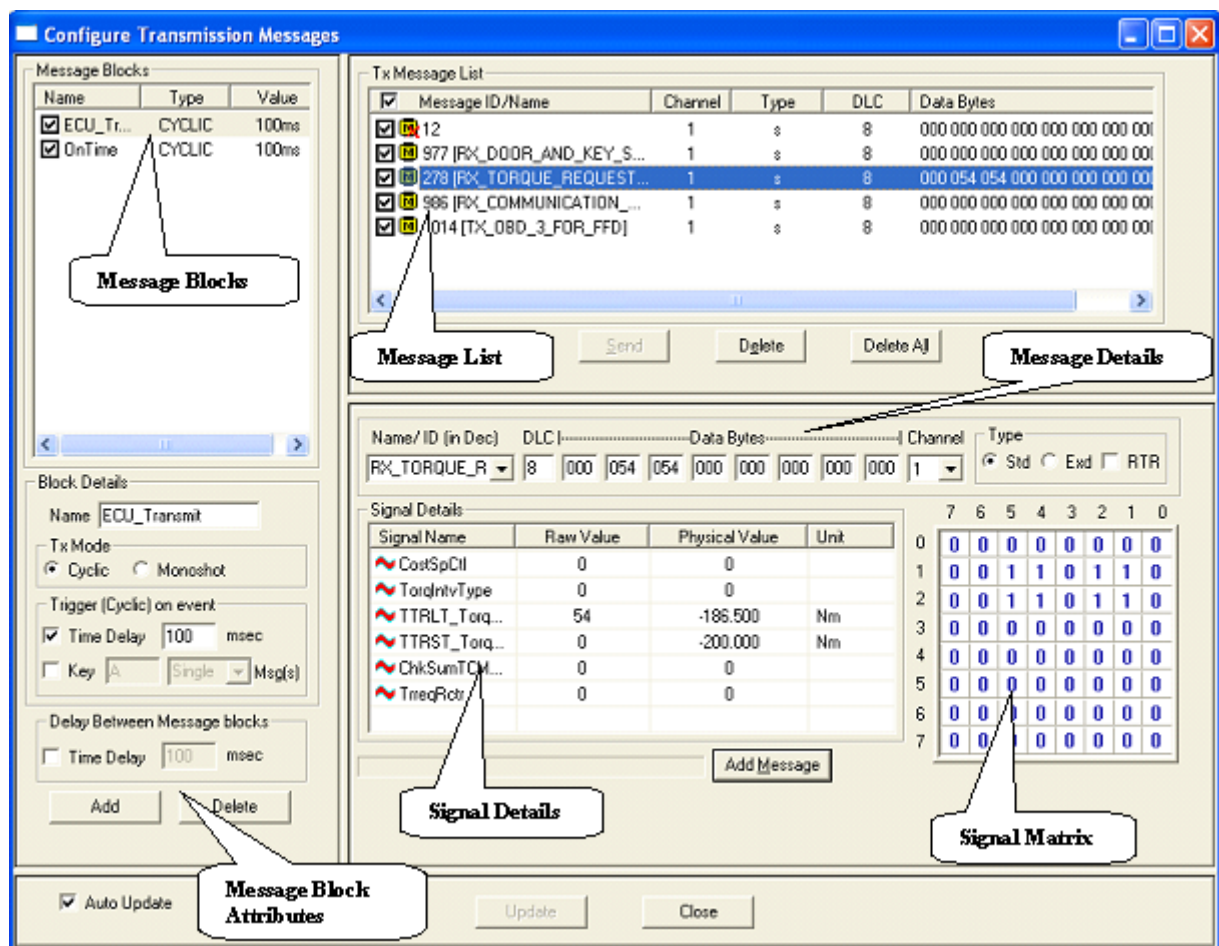 Configure Transmission Messages
Message Blocks
Name Type Value
ECU_Tr... CYCLIC 100ms
OnTime CYCLIC 100ms
Message Blocks
Tx Message List
Message ID/Name Channel Type DLC Data Bytes
12 1 s 8 000 000 000 000 000 000 000 00
977 [RX_DOOR_AND_KEY_S... 1 s 8 000 000 000 000 000 000 000 00
278 [RX_TORQUE_REQUEST... 1 s 8 000 054 054 000 000 000 000 00
986 [RX_COMMUNICATION_... 1 s 8 000 000 000 000 000 000 000 00
014 [TX_OBD_3_FOR_FFD] 1 s 8 000 000 000 000 000 000 000 00
Message List
Send Delete Delete All
Message Details
Name/ ID (in Dec) DLC Data Bytes Channel Type
RX_TORQUE_R 8 000 054 054 000 000 000 000 000 1 Std Exd RTR
Block Details
Name ECU_Transmit
Tx Mode
Cyclic Monoshot
Trigger (Cyclic) on event
Time Delay 100 msec
Key A Single Msg(s)
Delay Between Message blocks
Time Delay 100 msec
Add Delete
Message Block
Attributes
Signal Details
Signal Name Raw Value Physical Value Unit
CostSpCtl 0 0
TorqIntvType 0 0
TTRLT_Torq... 54 -186.500 Nm
TTRST_Torq... 0 -200.000 Nm
ChkSumTCM... 0 0
TrreqRctr 0 0
Add Message
Signal Details
7 6 5 4 3 2 1 0
0 0 0 0 0 0 0 0 0
1 0 0 1 1 0 1 1 0
2 0 0 1 1 0 1 1 0
3 0 0 0 0 0 0 0 0
4 0 0 0 0 0 0 0 0
5 0 0 0 0 0 0 0 0
6 0 0 0 0 0 0 0 0
7 0 0 0 0 0 0 0 0
Signal Matrix
Auto Update Update Close